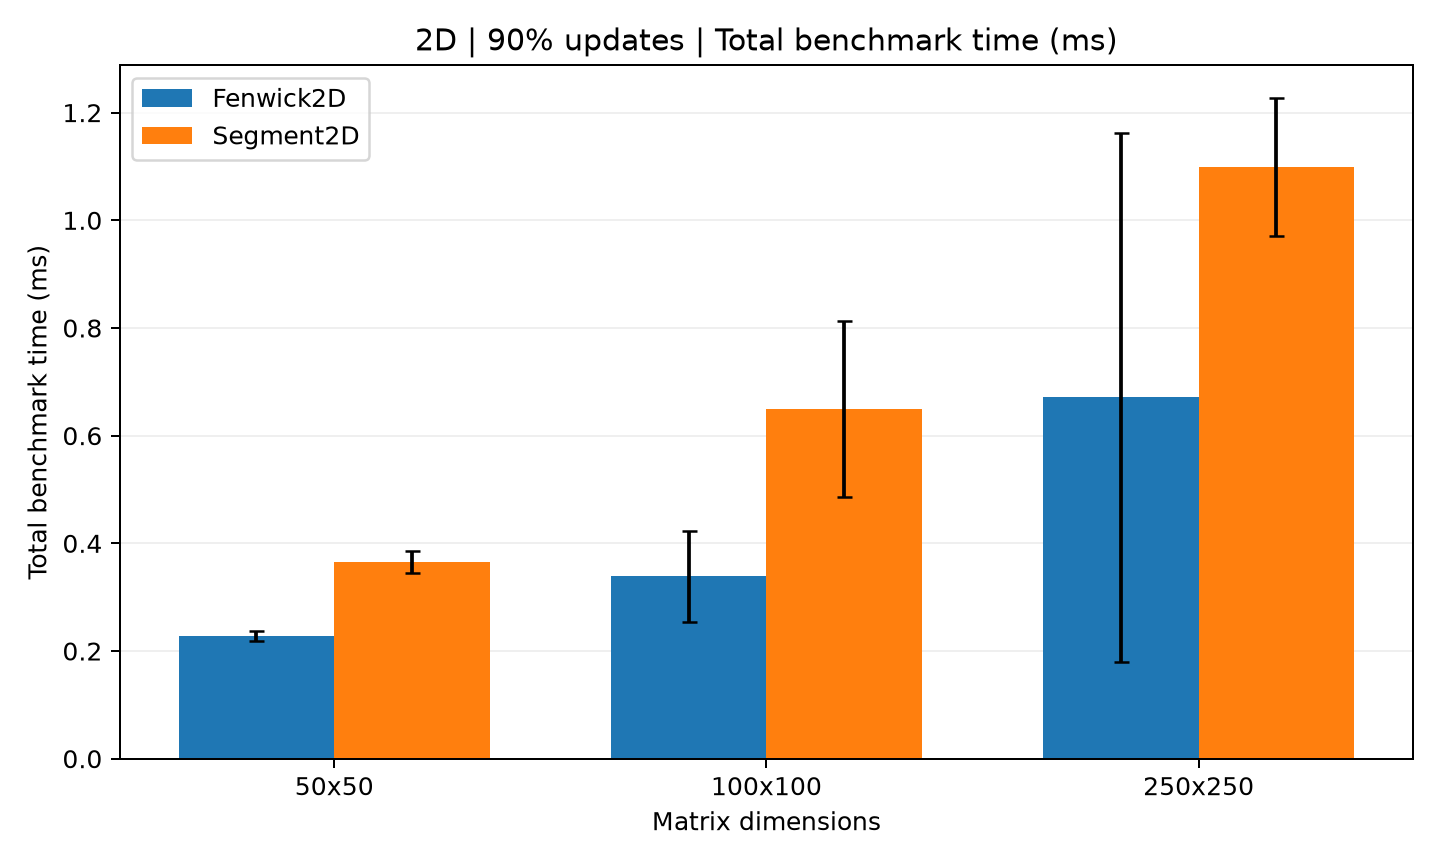 2D | 90% updates | Total benchmark time (ms)
Fenwick2D
Segment2D
Total benchmark time (ms)
1.2
1.0
0.8
0.6
0.4
0.2
0.0
50x50
100x100
250x250
Matrix dimensions